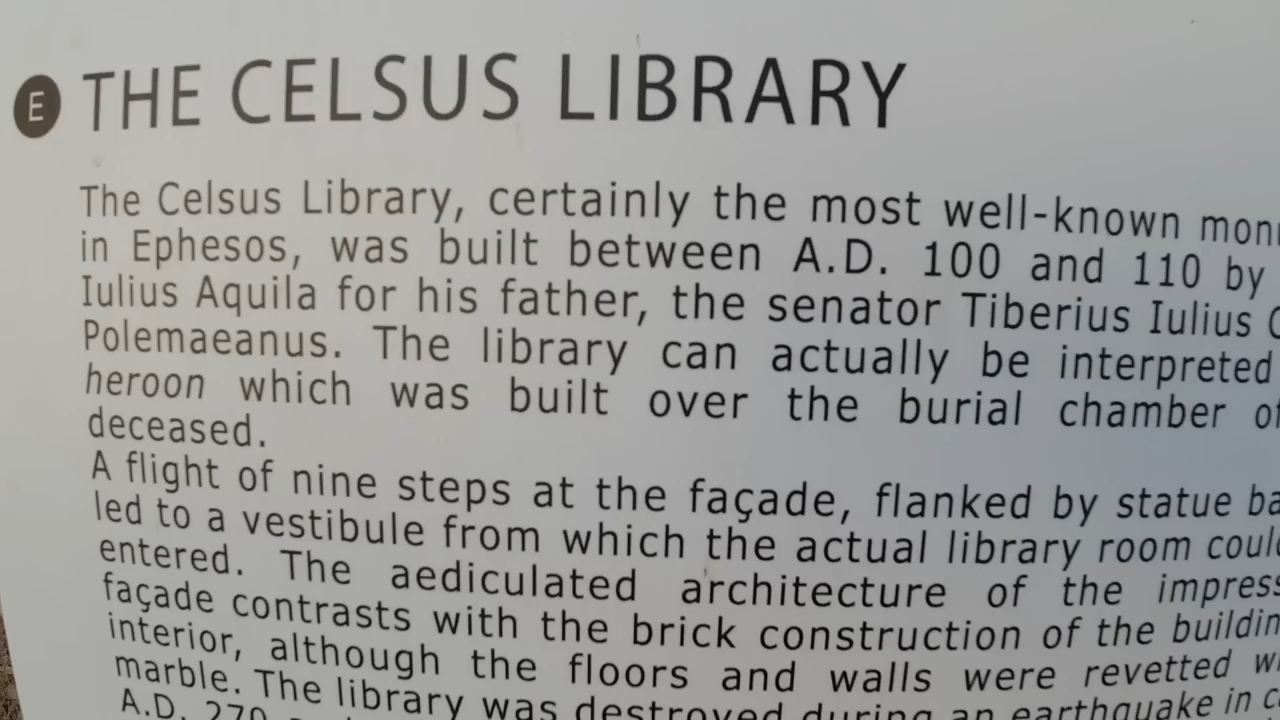 E THE CELSUS LIBRARY
The Celsus Library, certainly the most well-known
in Ephesos, was built between A.D. 100 and 110 by
Iulius Aquila for his father, the senator Tiberius Iulius
Polemaeanus. The library can actually be interpreted
heroon which was built over the burial chamber of
deceased.
A flight of nine steps at the façade, flanked by statue
led to a vestibule from which the actual library room
entered. The aediculated architecture of the
façade contrasts with the brick construction of the
interior, although the floors and walls were revetted
marble. The library was destroyed during an earthquake in
A.D. 270